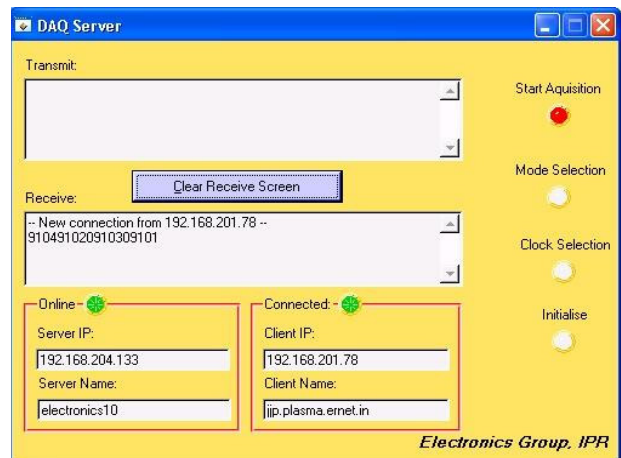 DAQ Server
Transmit:
Start Aquisition
Clear Receive Screen
Mode Selection
Receive:
-- New connection from 192.168.201.78 --
910491020910309101
Clock Selection
Online
Connected:
Initialise
Server IP:
Client IP:
192.168.204.133
192.168.201.78
Server Name:
Client Name:
electronics10
jjp.plasma.ernet.in
Electronics Group, IPR